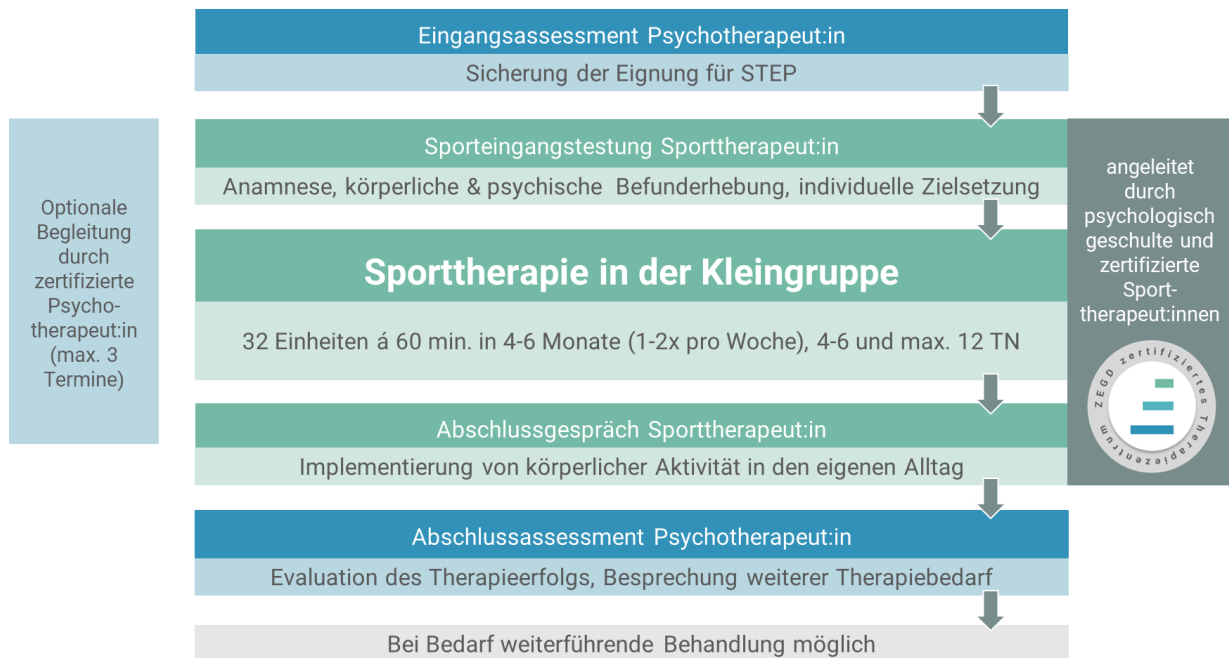 Eingangsassessment Psychotherapeut:in
Sicherung der Eignung für STEP
Optionale
Begleitung
durch
zertifizierte
Psycho-
therapeut:in
(max. 3
Termine)
Sporteingangstestung Sporttherapeut:in
Anamnese, körperliche & psychische Befunderhebung, individuelle Zielsetzung
Sporttherapie in der Kleingruppe
32 Einheiten á 60 min. in 4-6 Monate (1-2x pro Woche), 4-6 und max. 12 TN
Abschlussgespräch Sporttherapeut:in
Implementierung von körperlicher Aktivität in den eigenen Alltag
angeleitet
durch
psychologisch
geschulte und
zertifizierte
Sport-
therapeut:innen
ZEGD zertifiziertes Therapiezentrum
Abschlussassessment Psychotherapeut:in
Evaluation des Therapieerfolgs, Besprechung weiterer Therapiebedarf
Bei Bedarf weiterführende Behandlung möglich